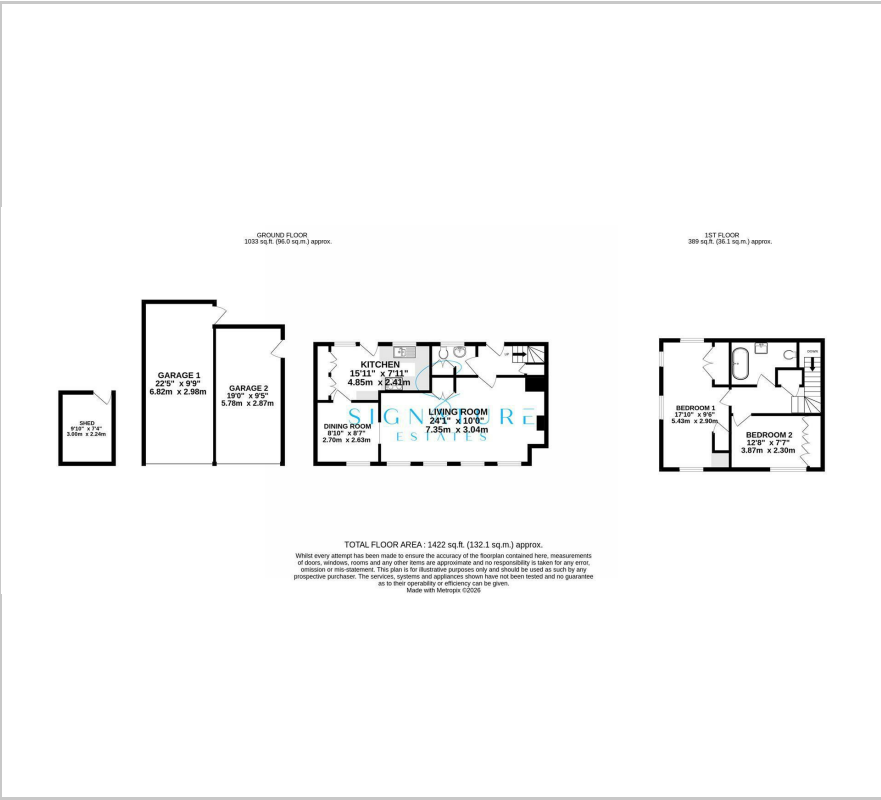 GROUND FLOOR
1033 sq.ft. (96.0 sq.m.) approx.
1ST FLOOR
389 sq.ft. (36.1 sq.m.) approx.
SHED
9'10" x 7'4"
3.00m x 2.24m
GARAGE 1
22'5" x 9'9"
6.82m x 2.98m
GARAGE 2
19'0" x 9'5"
5.78m x 2.87m
KITCHEN
15'11" x 7'11"
4.85m x 2.41m
UP
DINING ROOM
8'10" x 8'7"
2.70m x 2.63m
LIVING ROOM
24'1" x 10'0"
7.35m x 3.04m
SIGNATURE
ESTATES
DOWN
BEDROOM 1
17'10" x 9'6"
5.43m x 2.90m
BEDROOM 2
12'8" x 7'7"
3.87m x 2.30m
TOTAL FLOOR AREA : 1422 sq.ft. (132.1 sq.m.) approx.
Whilst every attempt has been made to ensure the accuracy of the floorplan contained here, measurements
of doors, windows, rooms and any other items are approximate and no responsibility is taken for any error,
omission or mis-statement. This plan is for illustrative purposes only and should be used as such by any
prospective purchaser. The services, systems and appliances shown have not been tested and no guarantee
as to their operability or efficiency can be given.
Made with Metropix ©2026